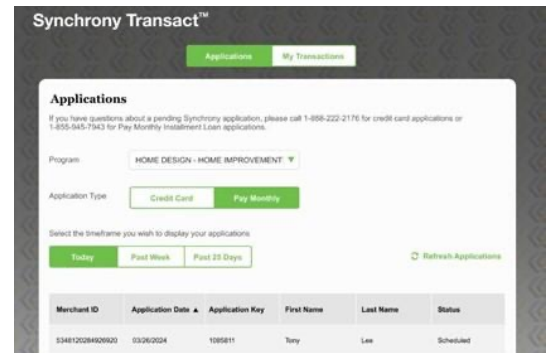 Synchrony Transact™
Applications My Transactions
Applications
If you have questions about a pending Synchrony application, please call 1-866-222-2176 for credit card applications or
1-855-945-7943 for Pay Monthly Installment Loan applications.
Program HOME DESIGN - HOME IMPROVEMENT ▼
Application Type Credit Card Pay Monthly
Select the timeframe you wish to display your applications
Today Past Week Past 25 Days Refresh Applications
Merchant ID Application Date ▲ Application Key First Name Last Name Status
5348120284926920 03/26/2024 1085811 Tony Lee Scheduled